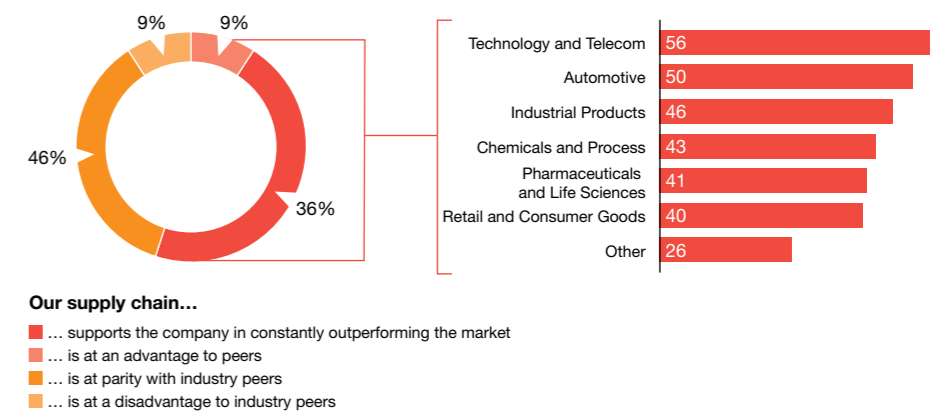 9%
9%
46%
36%
Technology and Telecom 56
Automotive 50
Industrial Products 46
Chemicals and Process 43
Pharmaceuticals
and Life Sciences 41
Retail and Consumer Goods 40
Other 26
Our supply chain…
… supports the company in constantly outperforming the market
… is at an advantage to peers
… is at parity with industry peers
… is at a disadvantage to industry peers